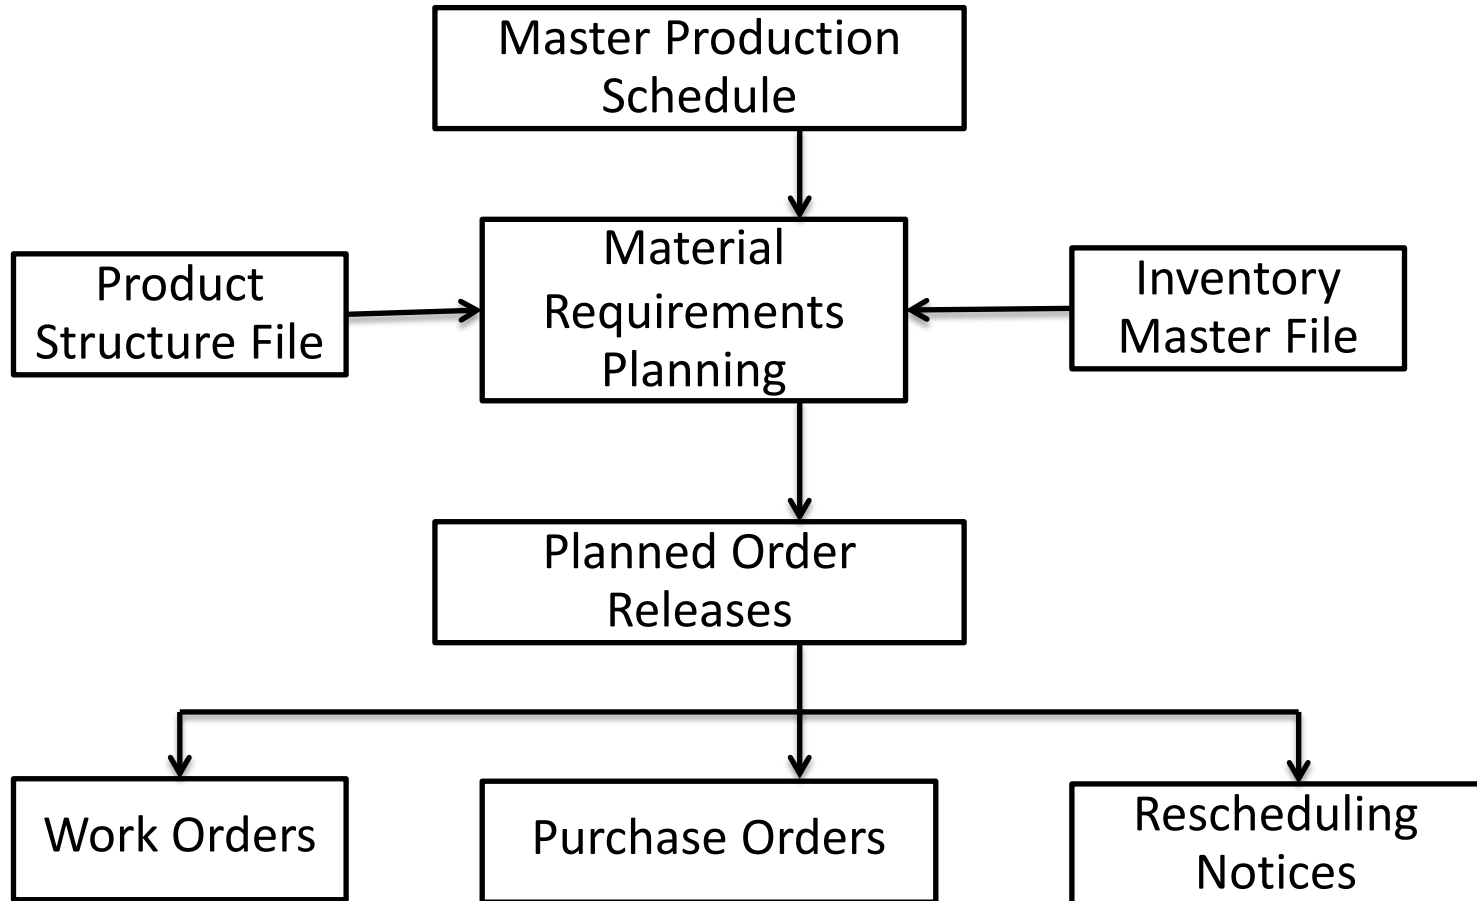 Master Production
Schedule
Material
Requirements
Planning
Product
Structure File
Inventory
Master File
Planned Order
Releases
Work Orders
Purchase Orders
Rescheduling
Notices